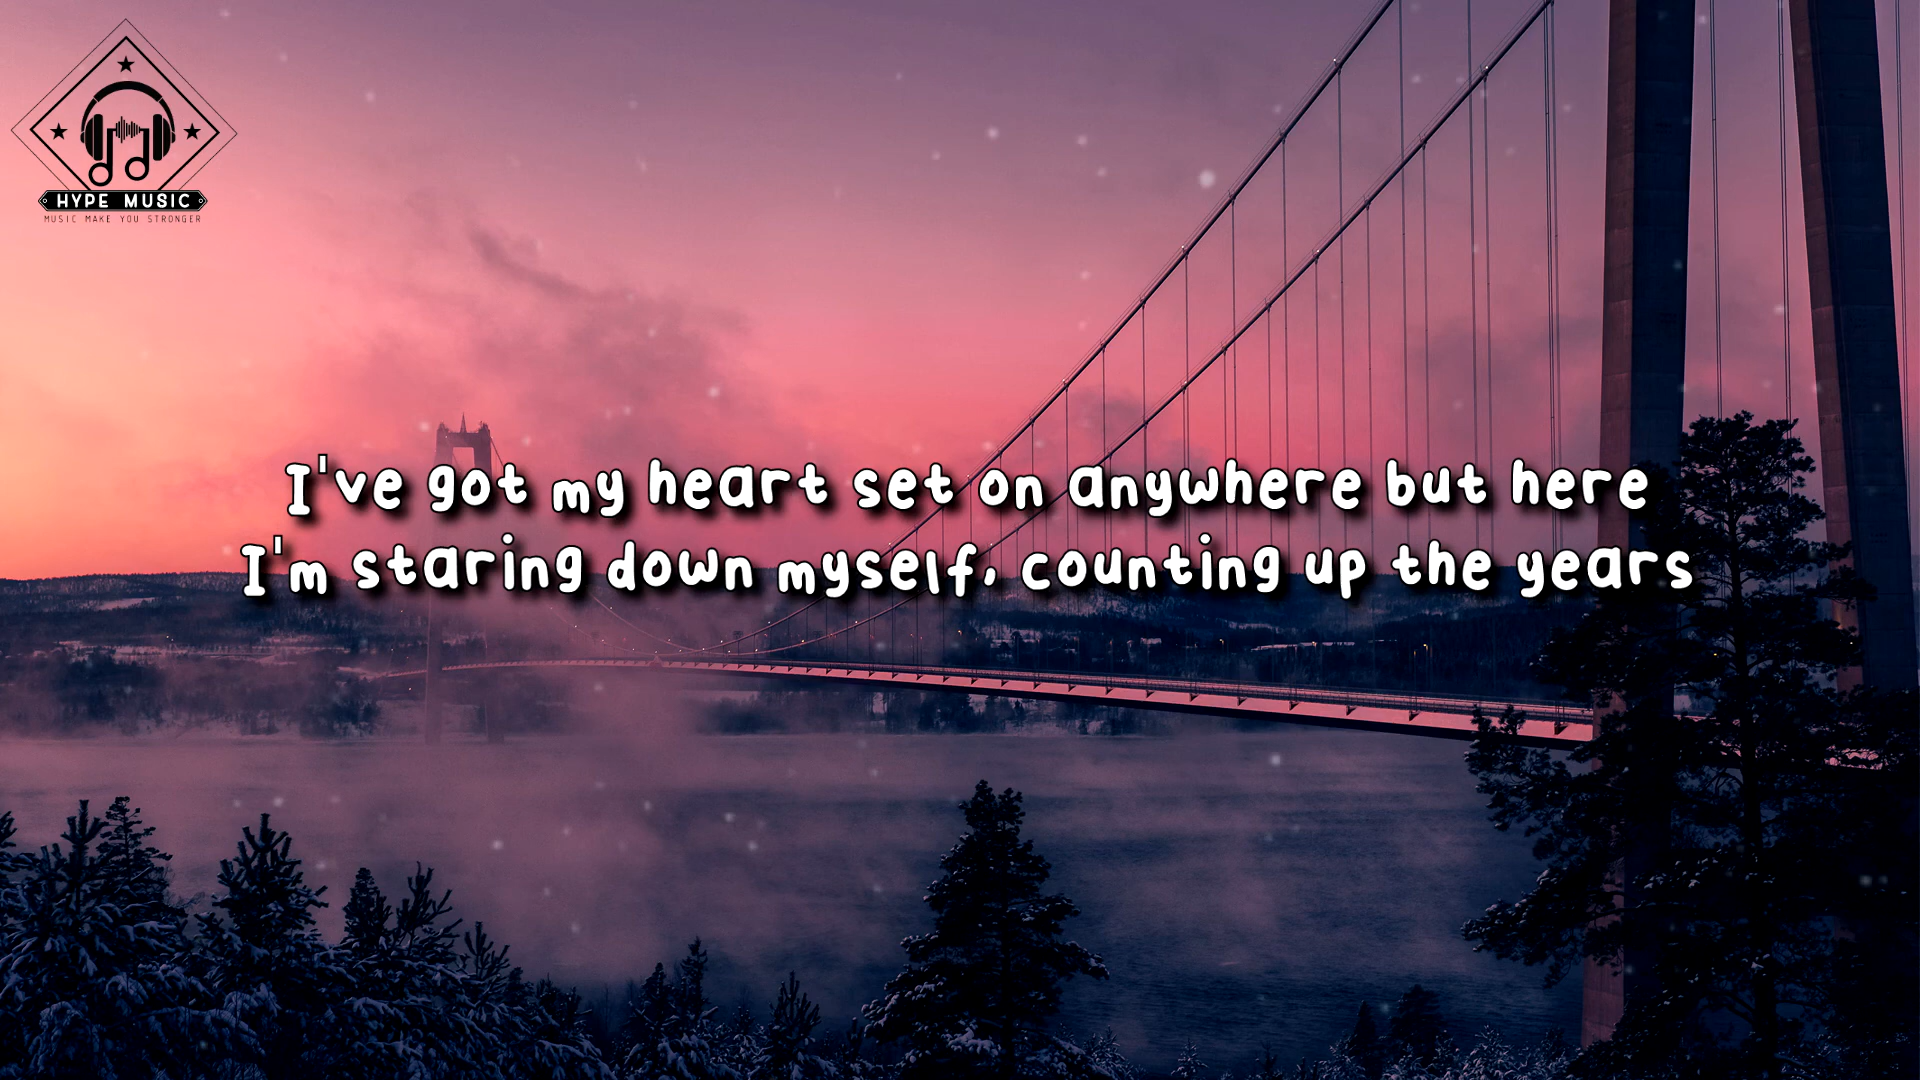 HYPE MUSIC
MUSIC MAKE YOU STRONGER
I've got my heart set on anywhere but here
I'm staring down myself, counting up the years